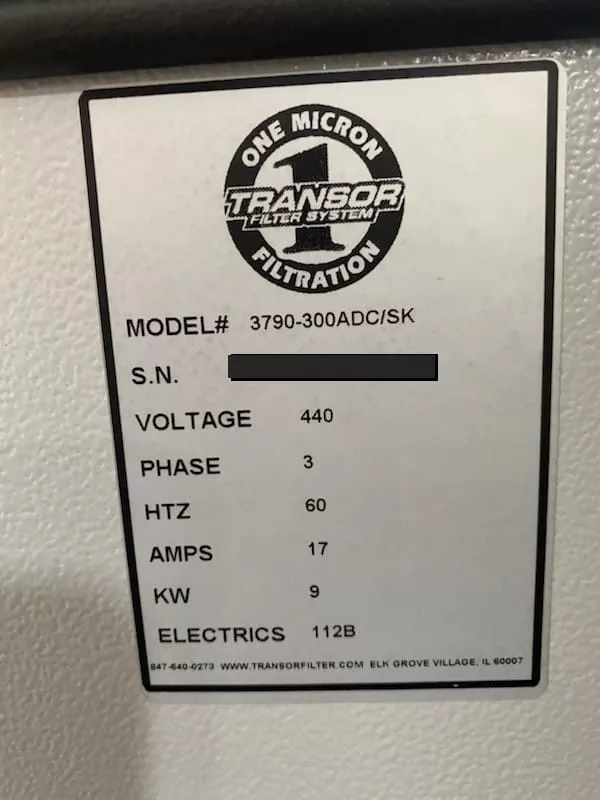 ONE MICRON
1
TRANSOR
FILTER SYSTEM
FILTRATION
MODEL# 3790-300ADC/SK
S.N.
VOLTAGE 440
PHASE 3
HTZ 60
AMPS 17
KW 9
ELECTRICS 112B
847-640-0273 WWW.TRANSORFILTER.COM ELK GROVE VILLAGE, IL 60007